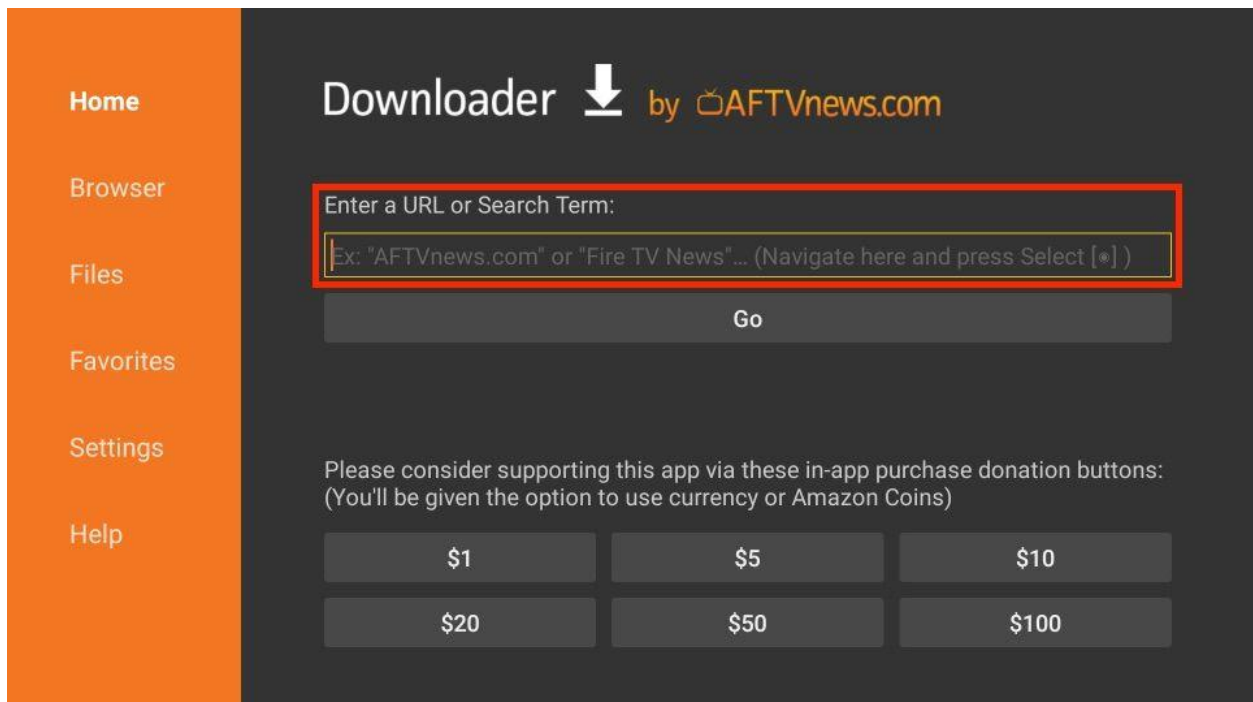 Home
Browser
Files
Favorites
Settings
Help
Downloader by AFTVnews.com
Enter a URL or Search Term:
Ex: "AFTVnews.com" or "Fire TV News"... (Navigate here and press Select [◉] )
Go
Please consider supporting this app via these in-app purchase donation buttons:
(You'll be given the option to use currency or Amazon Coins)
$1 $5 $10
$20 $50 $100